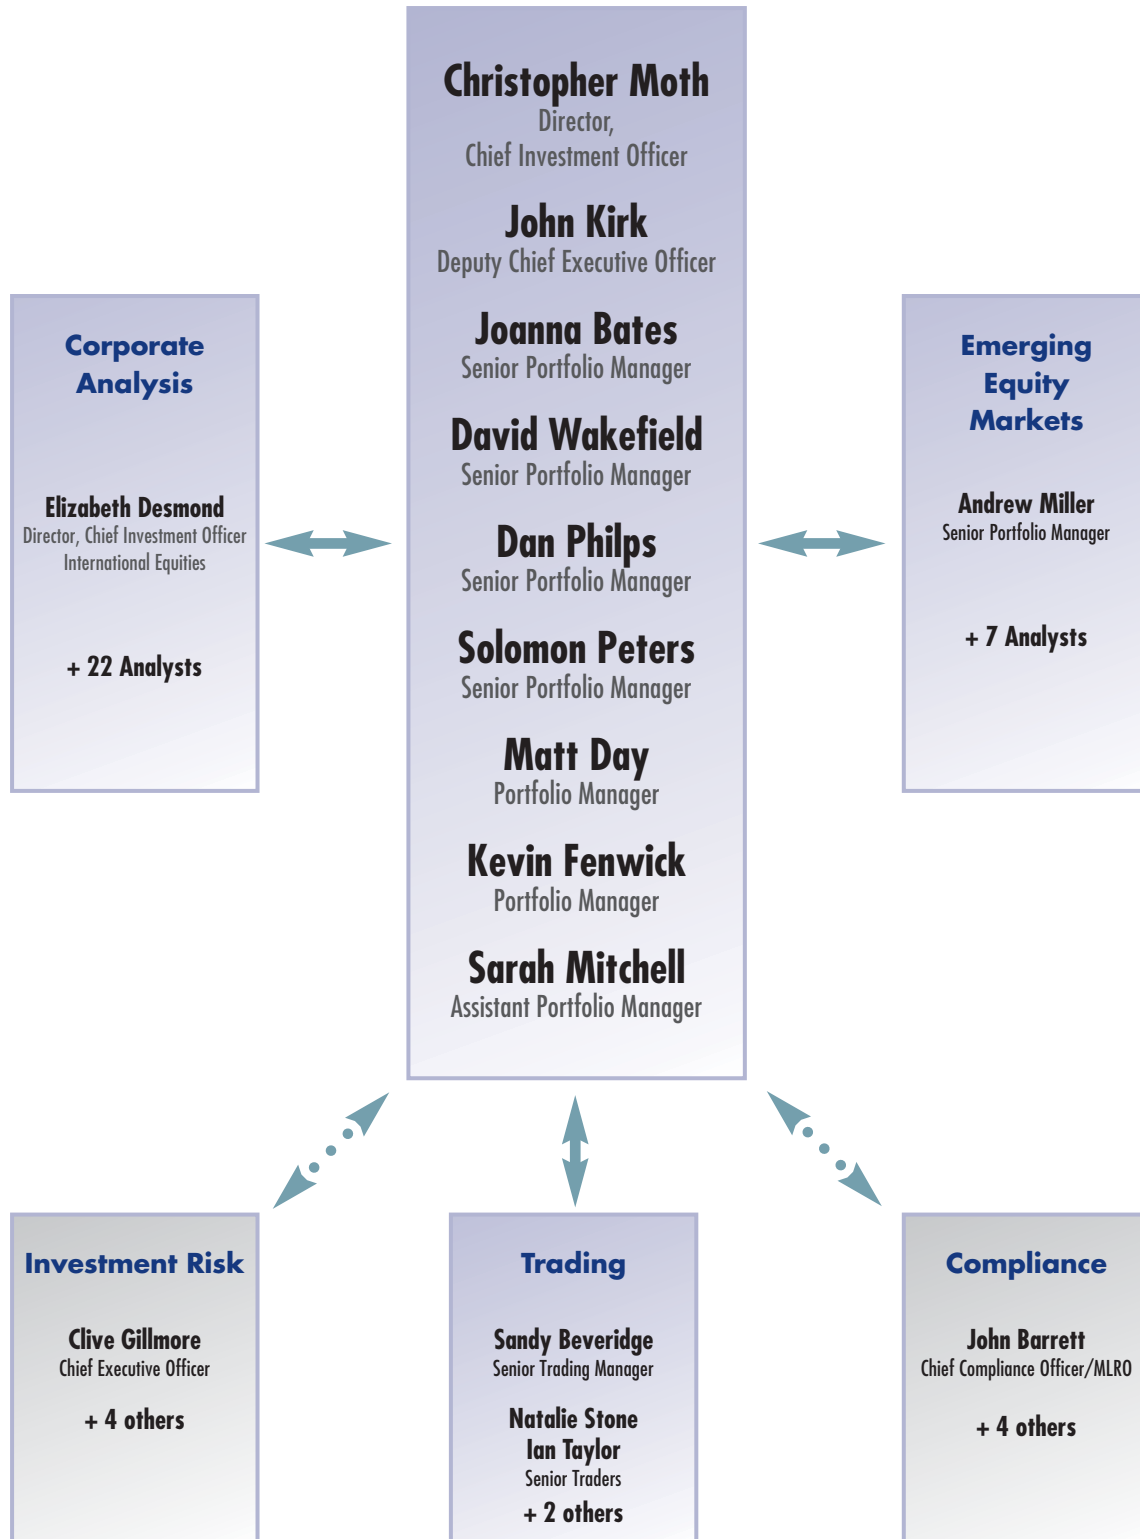 Christopher Moth
Director,
Chief Investment Officer
John Kirk
Deputy Chief Executive Officer
Joanna Bates
Senior Portfolio Manager
David Wakefield
Senior Portfolio Manager
Dan Philps
Senior Portfolio Manager
Solomon Peters
Senior Portfolio Manager
Matt Day
Portfolio Manager
Kevin Fenwick
Portfolio Manager
Sarah Mitchell
Assistant Portfolio Manager
Corporate
Analysis
Elizabeth Desmond
Director, Chief Investment Officer
International Equities
+ 22 Analysts
Emerging
Equity
Markets
Andrew Miller
Senior Portfolio Manager
+ 7 Analysts
Investment Risk
Clive Gillmore
Chief Executive Officer
+ 4 others
Trading
Sandy Beveridge
Senior Trading Manager
Natalie Stone
Ian Taylor
Senior Traders
+ 2 others
Compliance
John Barrett
Chief Compliance Officer/MLRO
+ 4 others